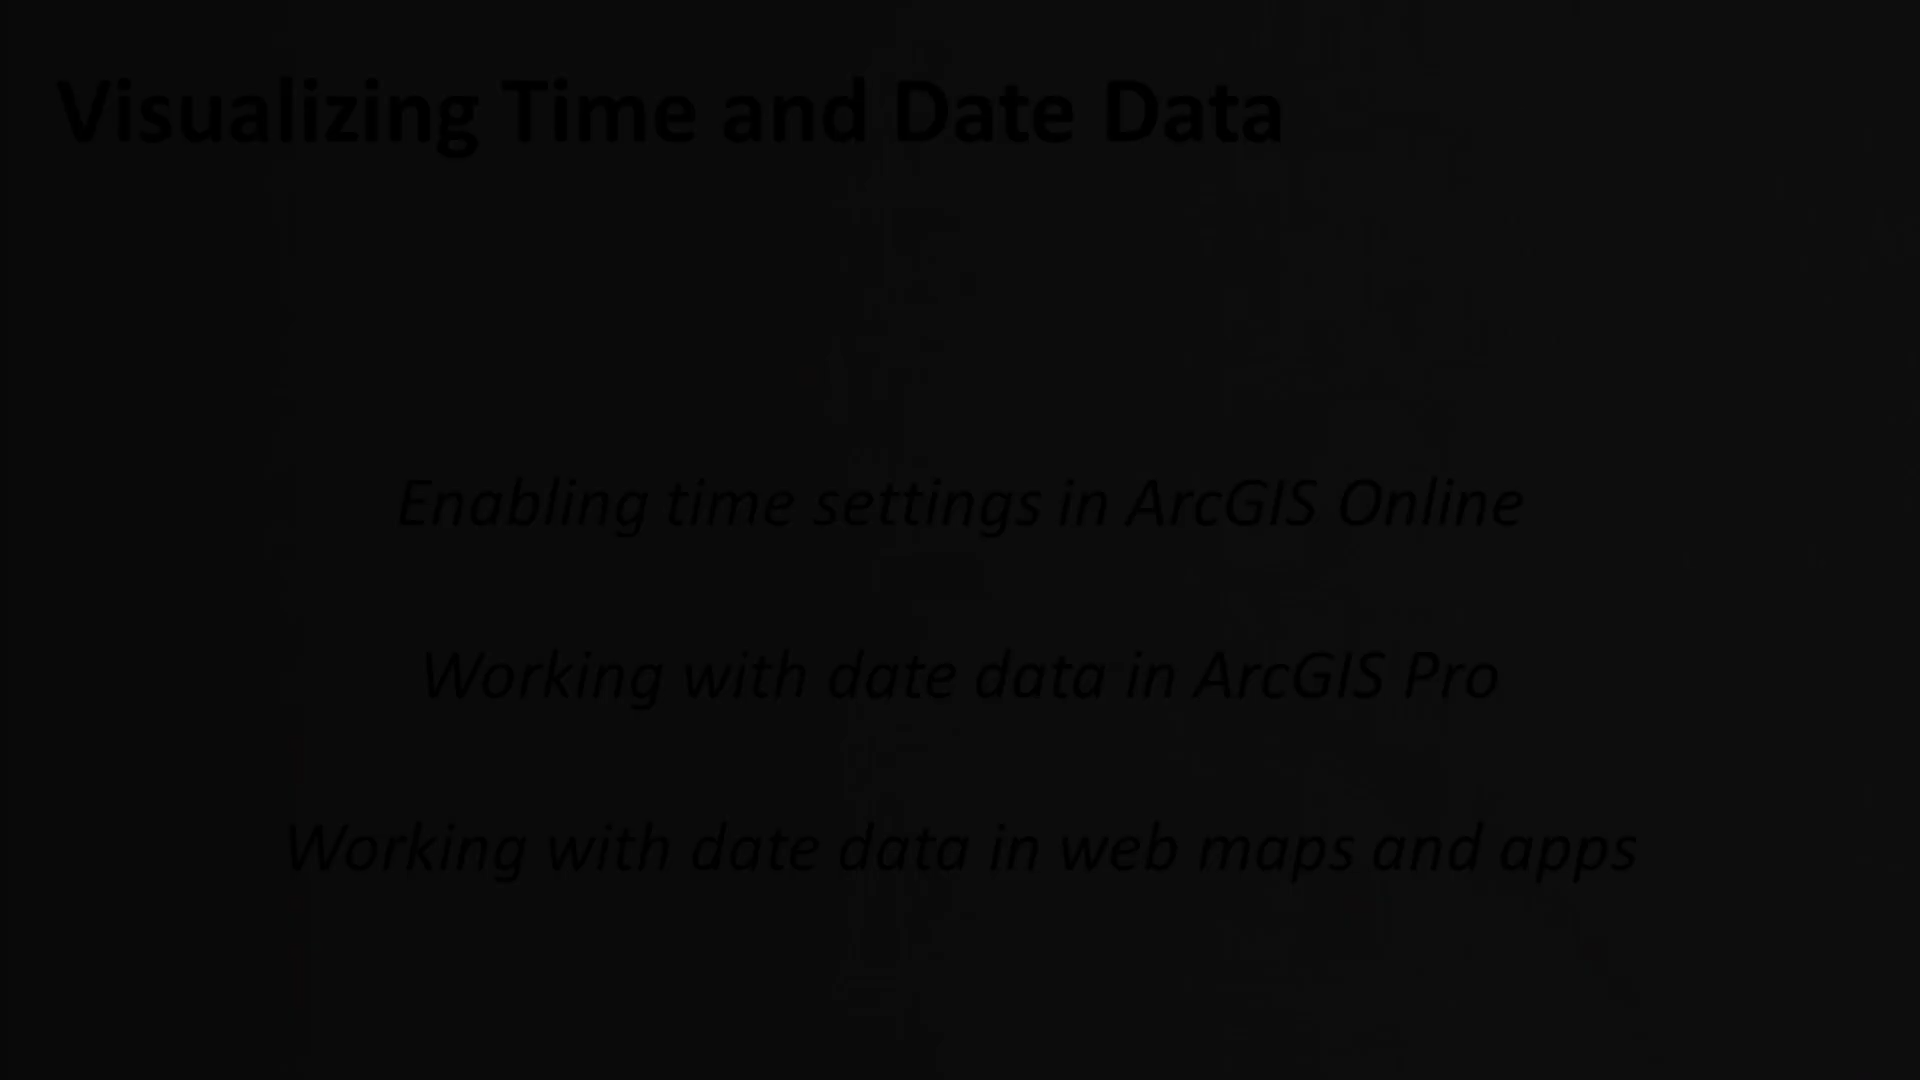 Visualizing Time and Date Data
Enabling time settings in ArcGIS Online
Working with date data in ArcGIS Pro
Working with date data in web maps and apps